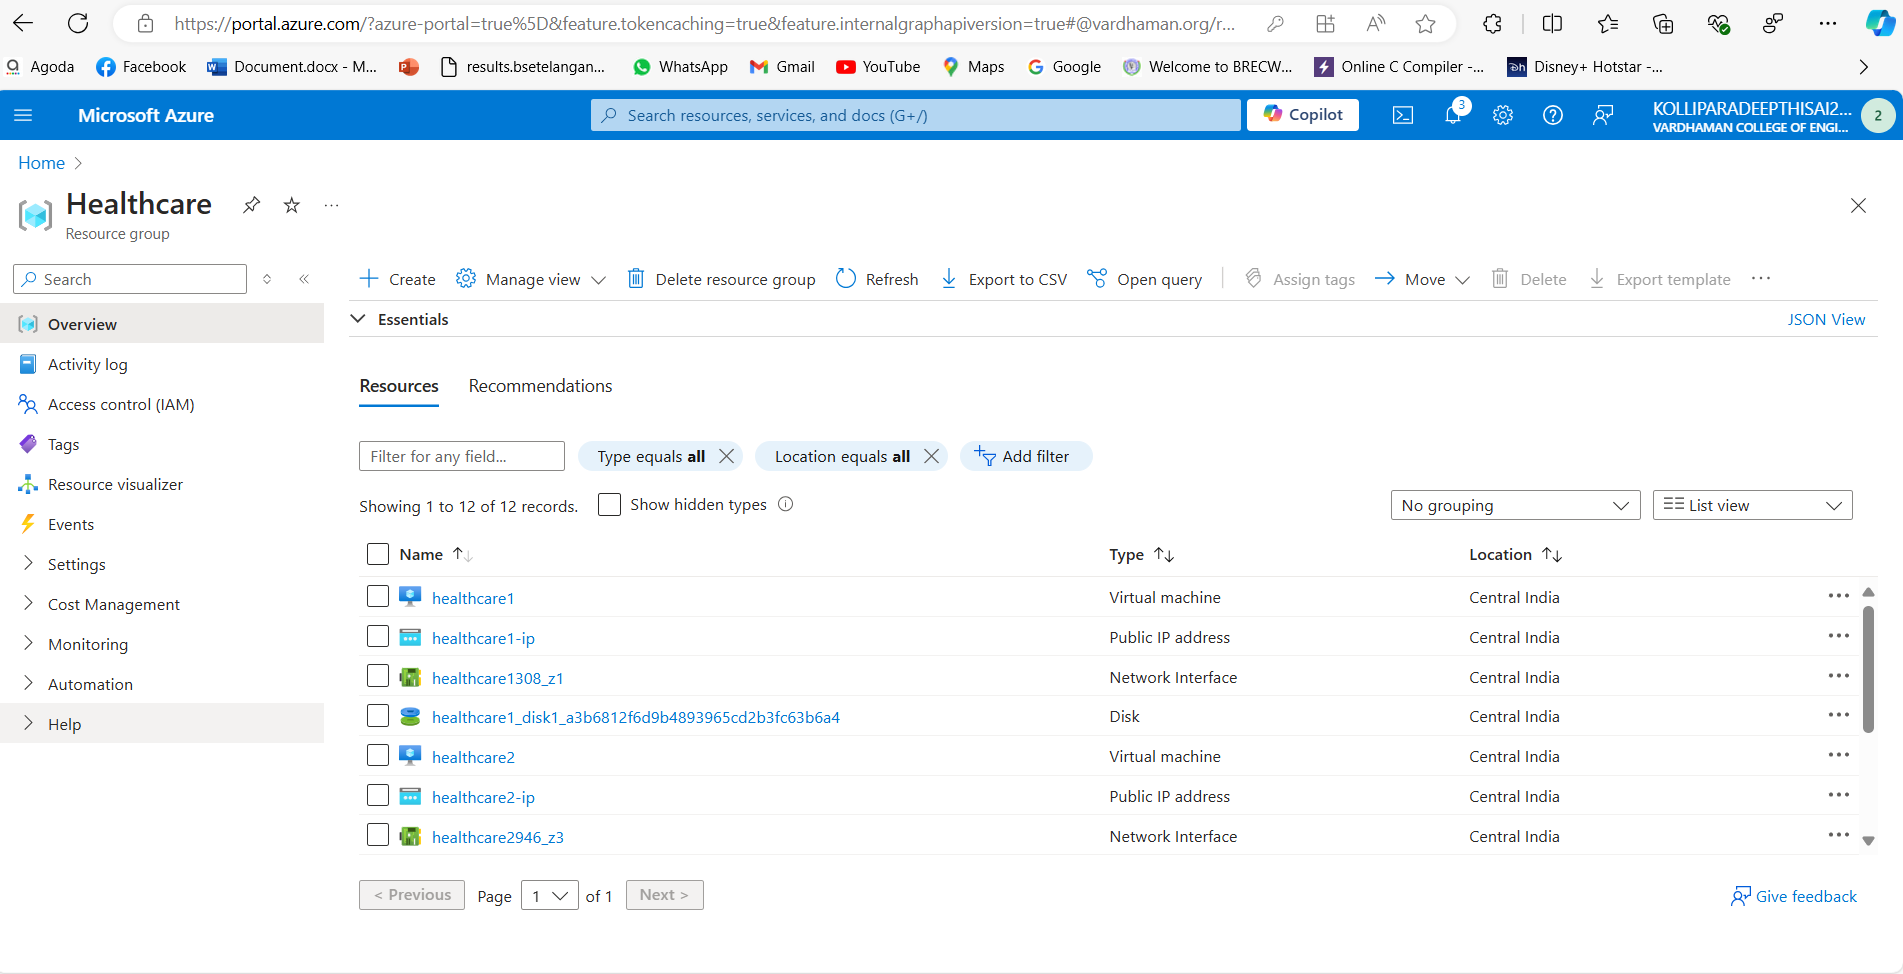 https://portal.azure.com/?azure-portal=true%5D&feature.tokencaching=true&feature.internalgraphapiversion=true#@vardhaman.org/r...
Agoda Facebook Document.docx - M... results.bsetelangan... WhatsApp Gmail YouTube Maps Google Welcome to BRECW... Online C Compiler -... Disney+ Hotstar -...
Microsoft Azure Search resources, services, and docs (G+/) Copilot 3 KOLLIPARADEEPTHISAI2... 2
VARDHAMAN COLLEGE OF ENGI...
Home
Healthcare
Resource group
Search Create Manage view Delete resource group Refresh Export to CSV Open query Assign tags Move Delete Export template
Overview
Activity log
Access control (IAM)
Tags
Resource visualizer
Events
Settings
Cost Management
Monitoring
Automation
Help
Essentials JSON View
Resources Recommendations
Filter for any field... Type equals all Location equals all Add filter
Showing 1 to 12 of 12 records. Show hidden types No grouping List view
Name Type Location
healthcare1 Virtual machine Central India
healthcare1-ip Public IP address Central India
healthcare1308_z1 Network Interface Central India
healthcare1_disk1_a3b6812f6d9b4893965cd2b3fc63b6a4 Disk Central India
healthcare2 Virtual machine Central India
healthcare2-ip Public IP address Central India
healthcare2946_z3 Network Interface Central India
< Previous Page 1 of 1 Next > Give feedback